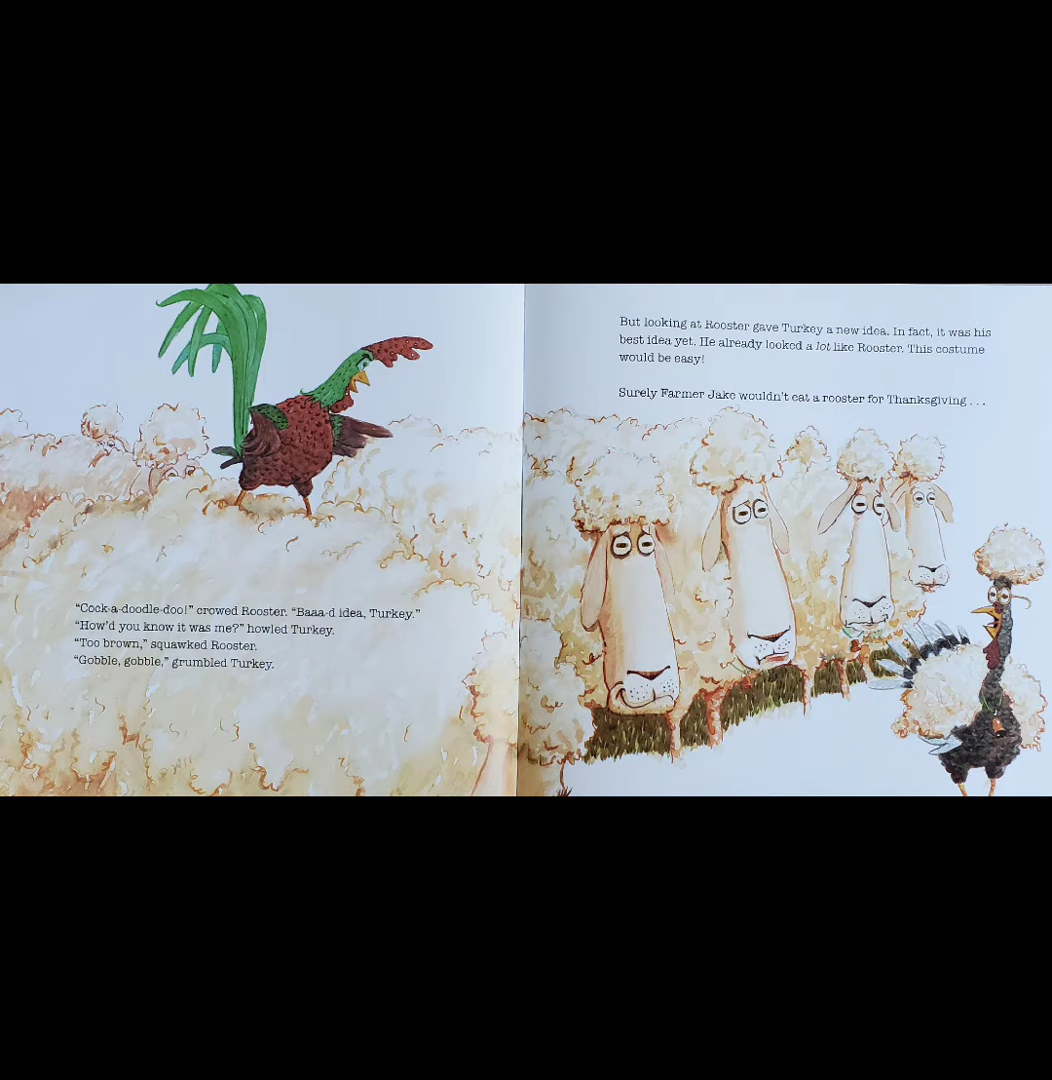 “Cock-a-doodle-doo!” crowed Rooster. “Baaa-d idea, Turkey.”
“How’d you know it was me?” howled Turkey.
“Too brown,” squawked Rooster.
“Gobble, gobble,” grumbled Turkey.
But looking at Rooster gave Turkey a new idea. In fact, it was his
best idea yet. He already looked a lot like Rooster. This costume
would be easy!
Surely Farmer Jake wouldn’t eat a rooster for Thanksgiving . . .